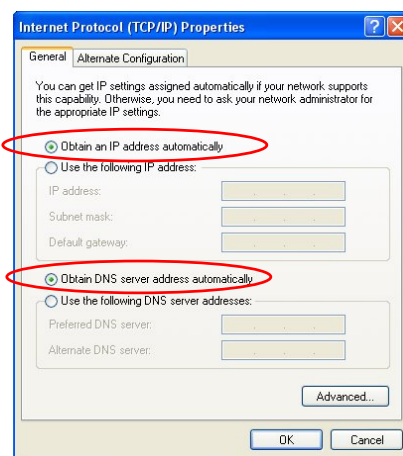 Internet Protocol (TCP/IP) Properties
General
Alternate Configuration
You can get IP settings assigned automatically if your network supports
this capability. Otherwise, you need to ask your network administrator for
the appropriate IP settings.
Obtain an IP address automatically
Use the following IP address:
IP address:
Subnet mask:
Default gateway:
Obtain DNS server address automatically
Use the following DNS server addresses:
Preferred DNS server:
Alternate DNS server:
Advanced...
OK
Cancel